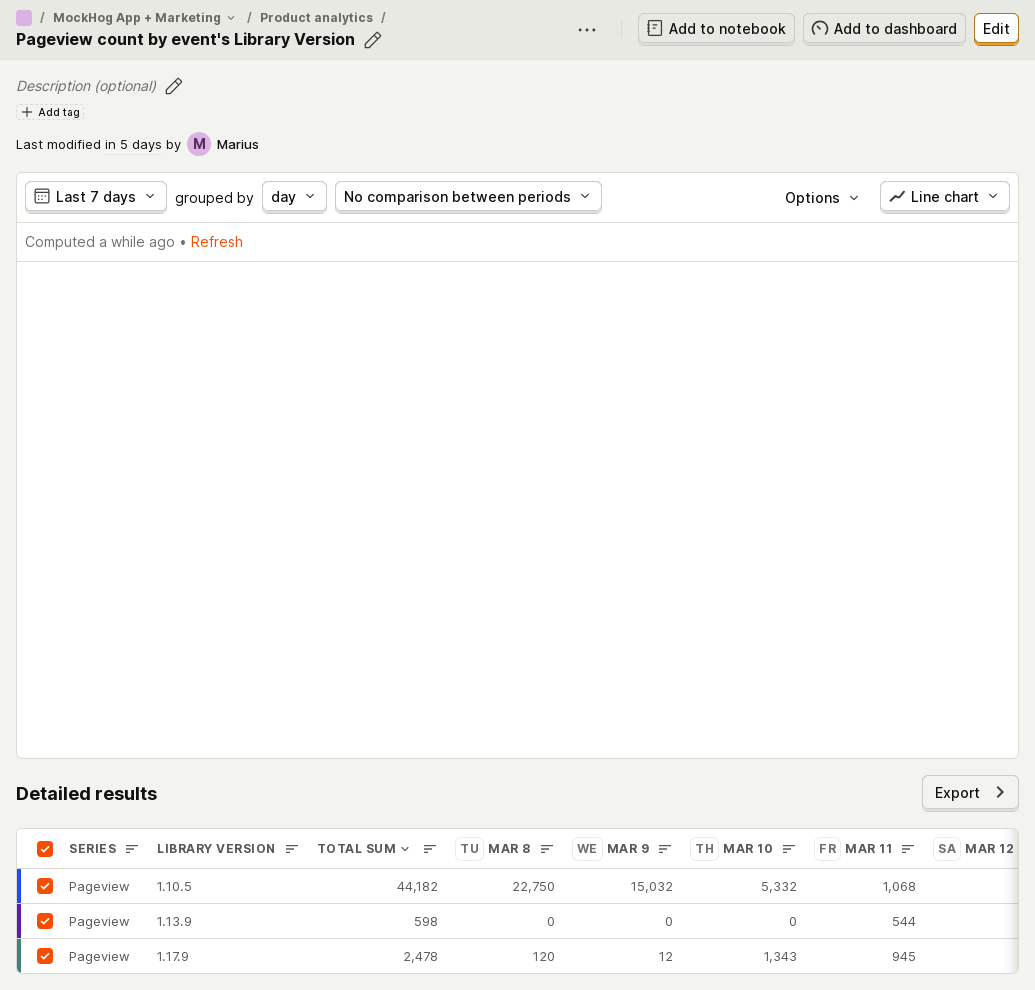 / MockHog App + Marketing / Product analytics /
Pageview count by event's Library Version
Add to notebook
Add to dashboard
Edit
Description (optional)
Add tag
Last modified in 5 days by M Marius
Last 7 days grouped by day No comparison between periods Options Line chart
Computed a while ago • Refresh
Detailed results
Export
SERIES LIBRARY VERSION TOTAL SUM TU MAR 8 WE MAR 9 TH MAR 10 FR MAR 11 SA MAR 12
Pageview 1.10.5 44,182 22,750 15,032 5,332 1,068
Pageview 1.13.9 598 0 0 0 544
Pageview 1.17.9 2,478 120 12 1,343 945